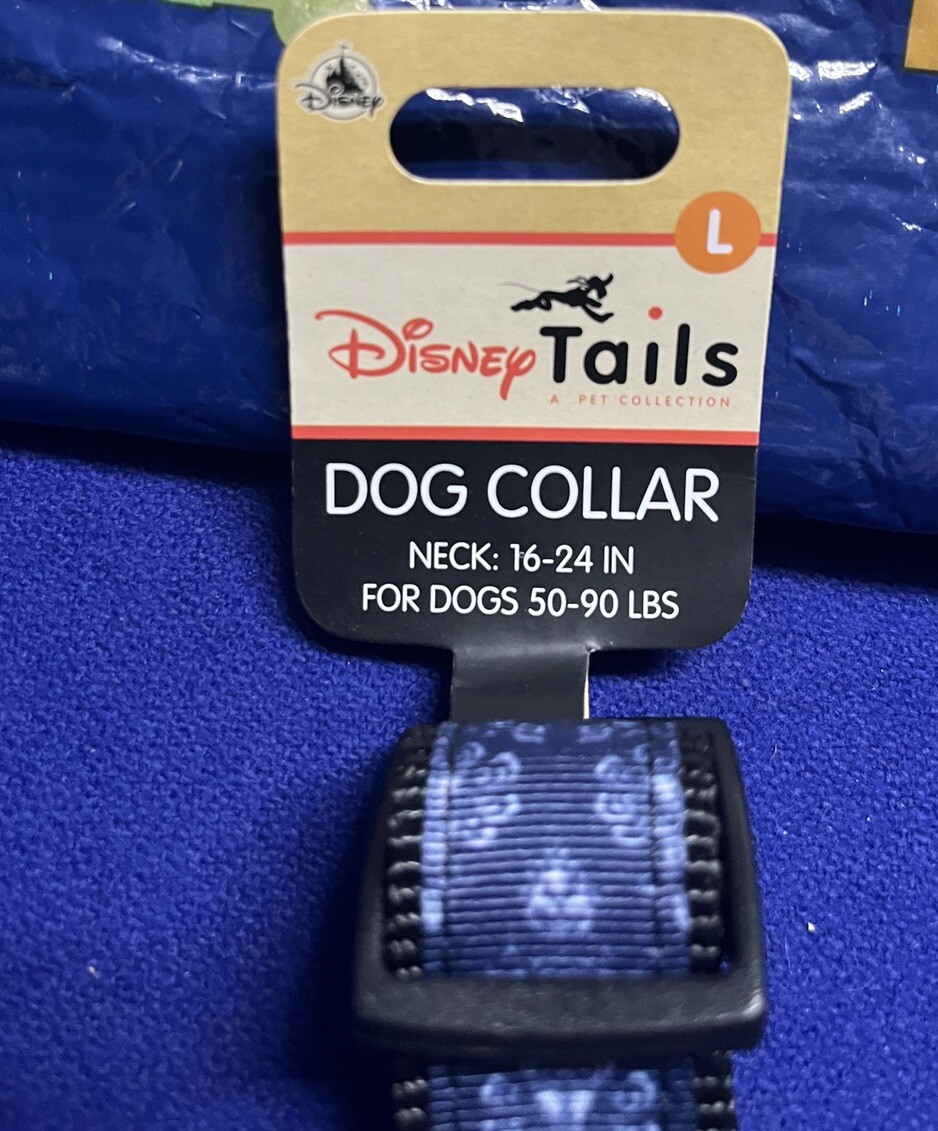 Disney
L
Disney Tails
A PET COLLECTION
DOG COLLAR
NECK: 16-24 IN
FOR DOGS 50-90 LBS